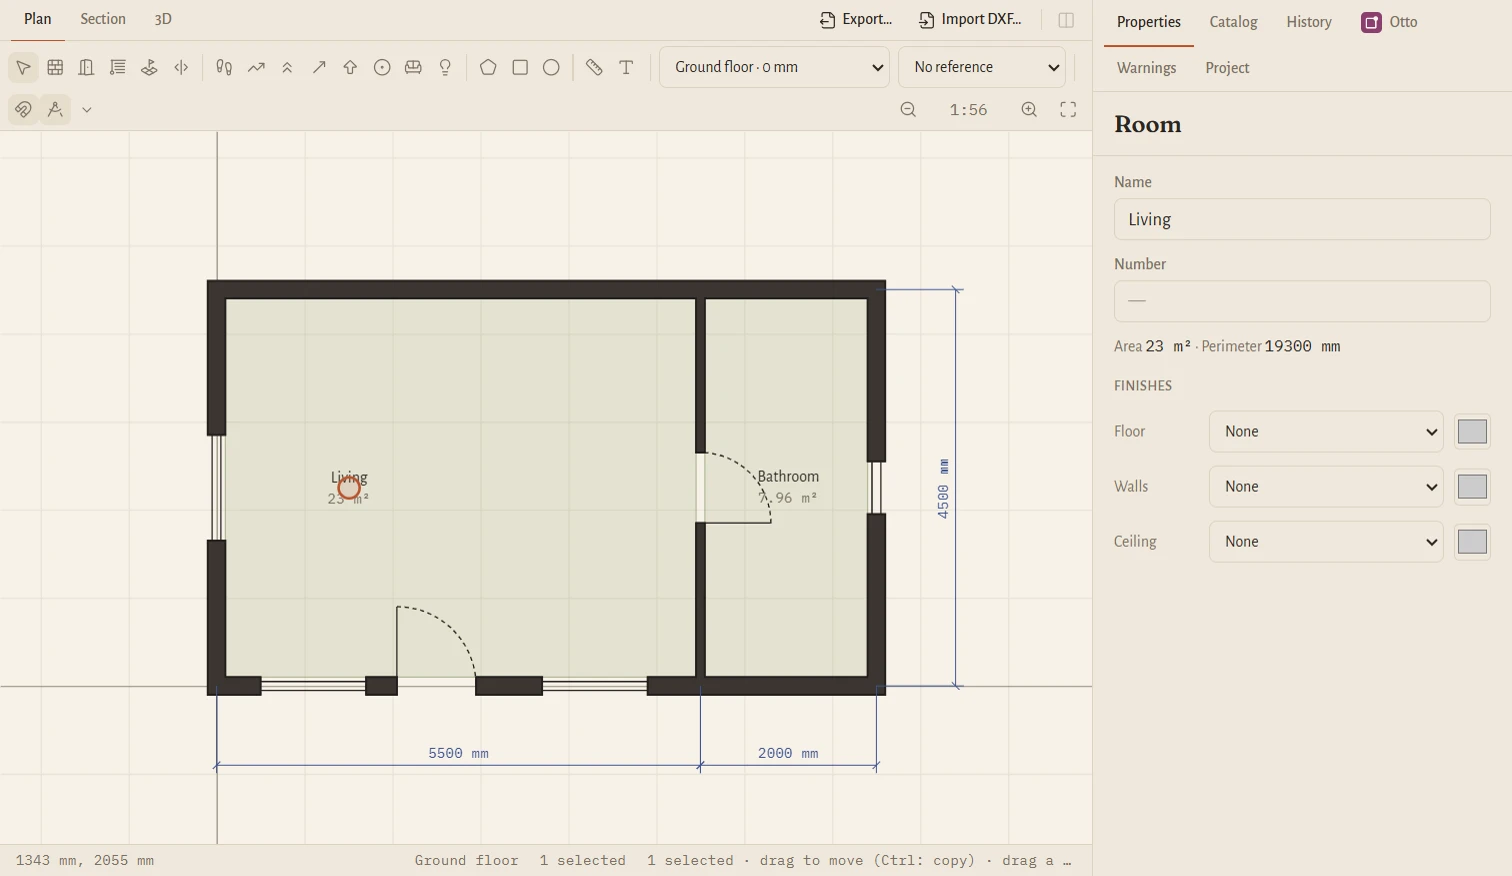 Plan
Section
3D
Export...
Import DXF...
Properties
Catalog
History
Otto
Warnings
Project
Ground floor · 0 mm
No reference
1:56
Room
Name
Living
Number
—
Area 23 m² · Perimeter 19300 mm
FINISHES
Floor
None
Walls
None
Ceiling
None
Living
23 m²
Bathroom
7.96 m²
4500 mm
5500 mm
2000 mm
1343 mm, 2055 mm
Ground floor
1 selected
1 selected · drag to move (Ctrl: copy) · drag a …